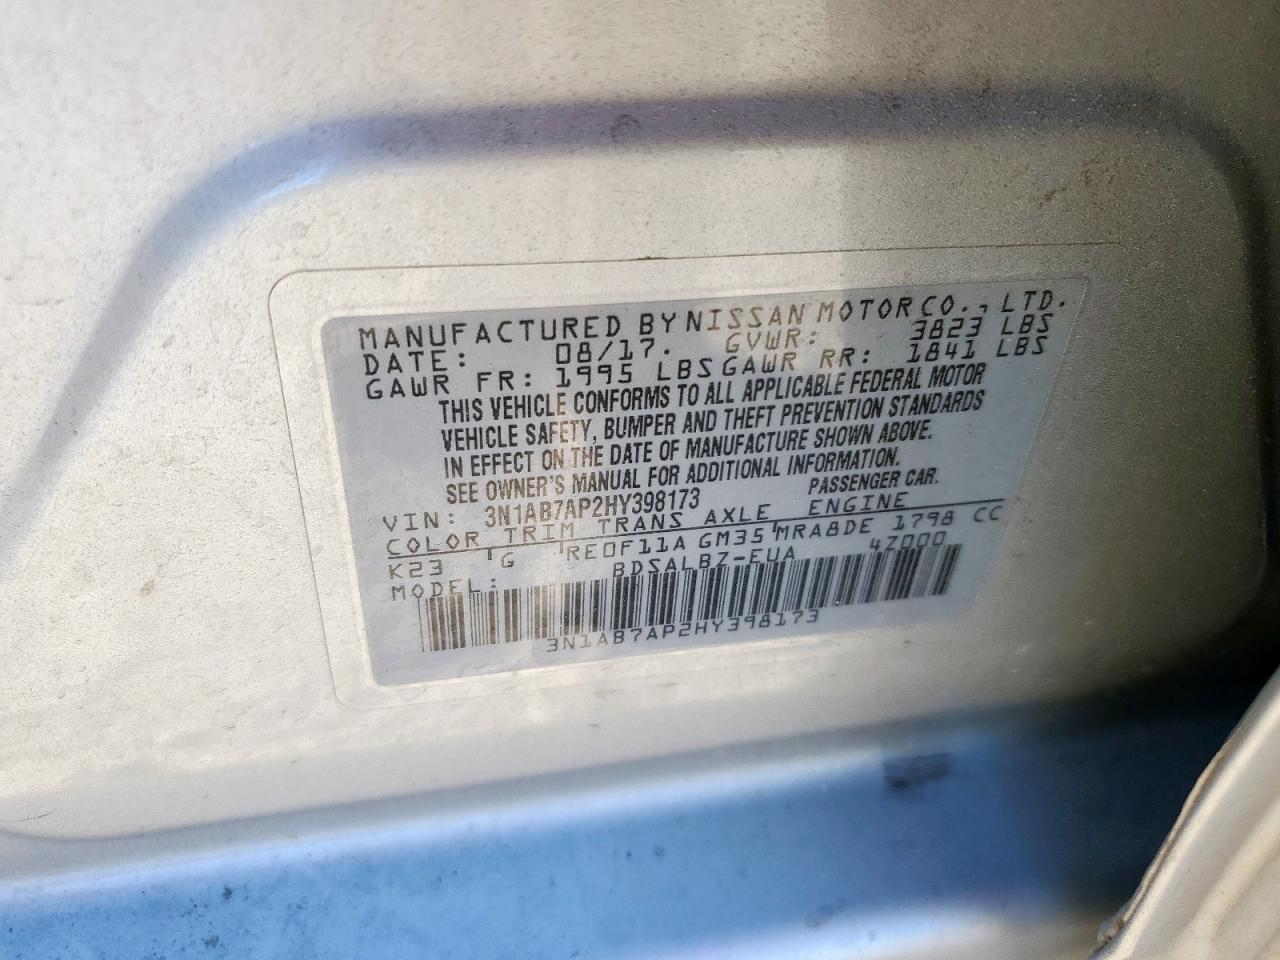 MANUFACTURED BY NISSAN MOTOR CO., LTD.
DATE: 08/17. GVWR: 3823 LBS
GAWR FR: 1995 LBS GAWR RR: 1841 LBS
THIS VEHICLE CONFORMS TO ALL APPLICABLE FEDERAL MOTOR
VEHICLE SAFETY, BUMPER AND THEFT PREVENTION STANDARDS
IN EFFECT ON THE DATE OF MANUFACTURE SHOWN ABOVE.
SEE OWNER'S MANUAL FOR ADDITIONAL INFORMATION.
VIN: 3N1AB7AP2HY398173 PASSENGER CAR.
COLOR TRIM TRANS AXLE ENGINE
K23 G RE0F11A GM35 MRA8DE 1798 CC
MODEL: BDSALBZ-EUA 4Z000
3N1AB7AP2HY398173